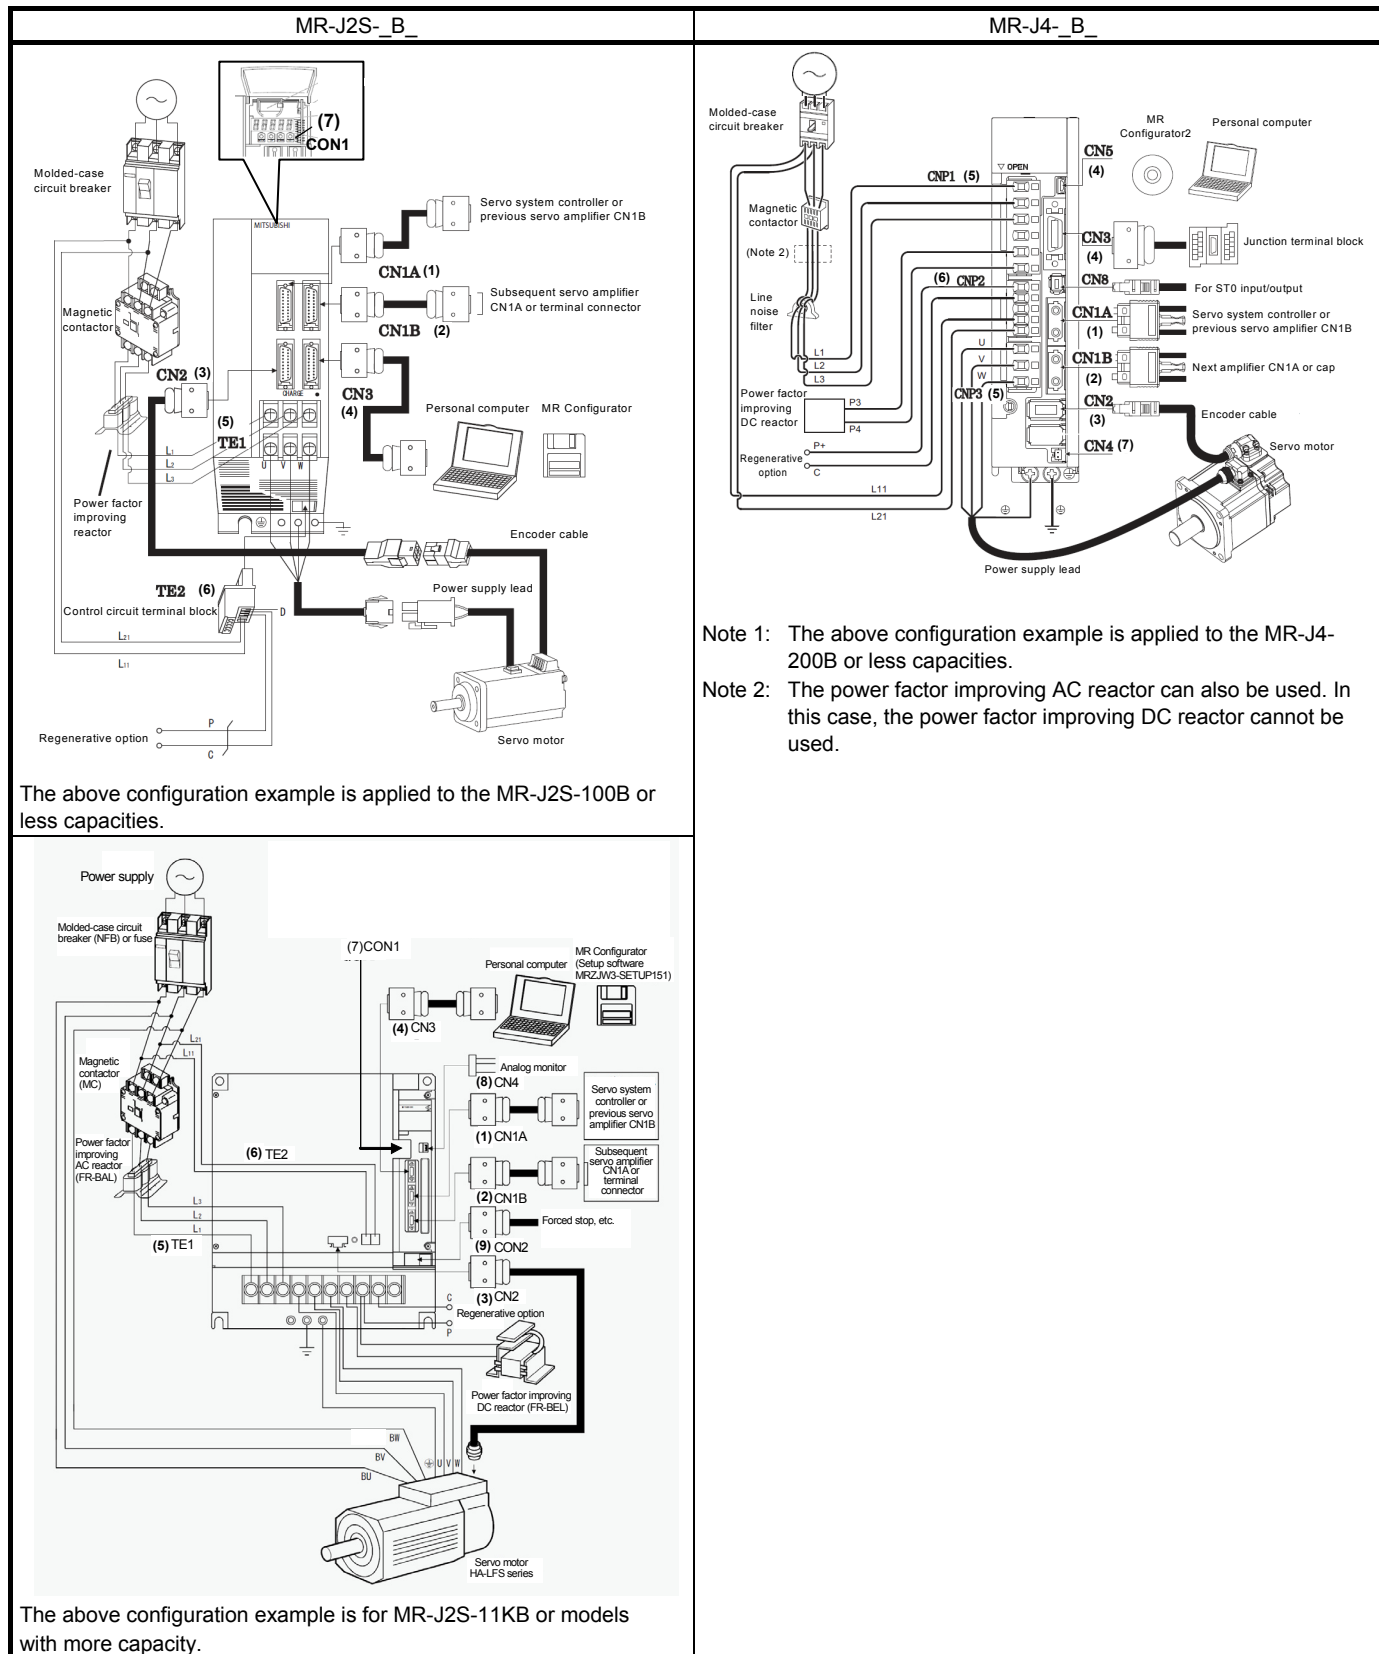 MR-J2S-_B_
MR-J4-_B_
(7)
CON1
Molded-case
circuit breaker
MITSUBISHI
Servo system controller or
previous servo amplifier CN1B
CN1A (1)
Subsequent servo amplifier
CN1A or terminal connector
CN1B (2)
Magnetic
contactor
CN2 (3)
CHARGE
CN3
(4)
(5)
TE1
Personal computer
MR Configurator
L1
L2
L3
U V W
Power factor
improving
reactor
Encoder cable
TE2 (6)
Control circuit terminal block
D
Power supply lead
L21
L11
P
Regenerative option
C
Servo motor
The above configuration example is applied to the MR-J2S-100B or
less capacities.
Molded-case
circuit breaker
MR
Configurator2
Personal computer
OPEN
CN5
(4)
CNP1 (5)
Magnetic
contactor
(Note 2)
CN3
(4)
Junction terminal block
(6) CNP2
CN8
For ST0 input/output
Line
noise
filter
CN1A
(1)
Servo system controller or
previous servo amplifier CN1B
U
V
W
CN1B
(2)
Next amplifier CN1A or cap
L1
L2
L3
CNP3 (5)
CN2
(3)
Encoder cable
Power factor
improving
DC reactor
P3
P4
Servo motor
CN4 (7)
P+
Regenerative
option
C
L11
L21
Power supply lead
Note 1: The above configuration example is applied to the MR-J4-
200B or less capacities.
Note 2: The power factor improving AC reactor can also be used. In
this case, the power factor improving DC reactor cannot be
used.
Power supply
Molded-case circuit
breaker (NFB) or fuse
(7)CON1
Personal computer
MR Configurator
(Setup software
MRZJW3-SETUP151)
(4) CN3
L21
L11
Magnetic
contactor
(MC)
Analog monitor
(8) CN4
Servo system
controller or
previous servo
amplifier CN1B
(1) CN1A
Power factor
improving
AC reactor
(FR-BAL)
(6) TE2
Subsequent
servo amplifier
CN1A or
terminal
connector
(2) CN1B
L3
L2
L1
(5) TE1
Forced stop, etc.
(9) CON2
(3) CN2
C
Regenerative option
P
Power factor improving
DC reactor (FR-BEL)
BW
BV
BU
U V W
Servo motor
HA-LFS series
The above configuration example is for MR-J2S-11KB or models
with more capacity.